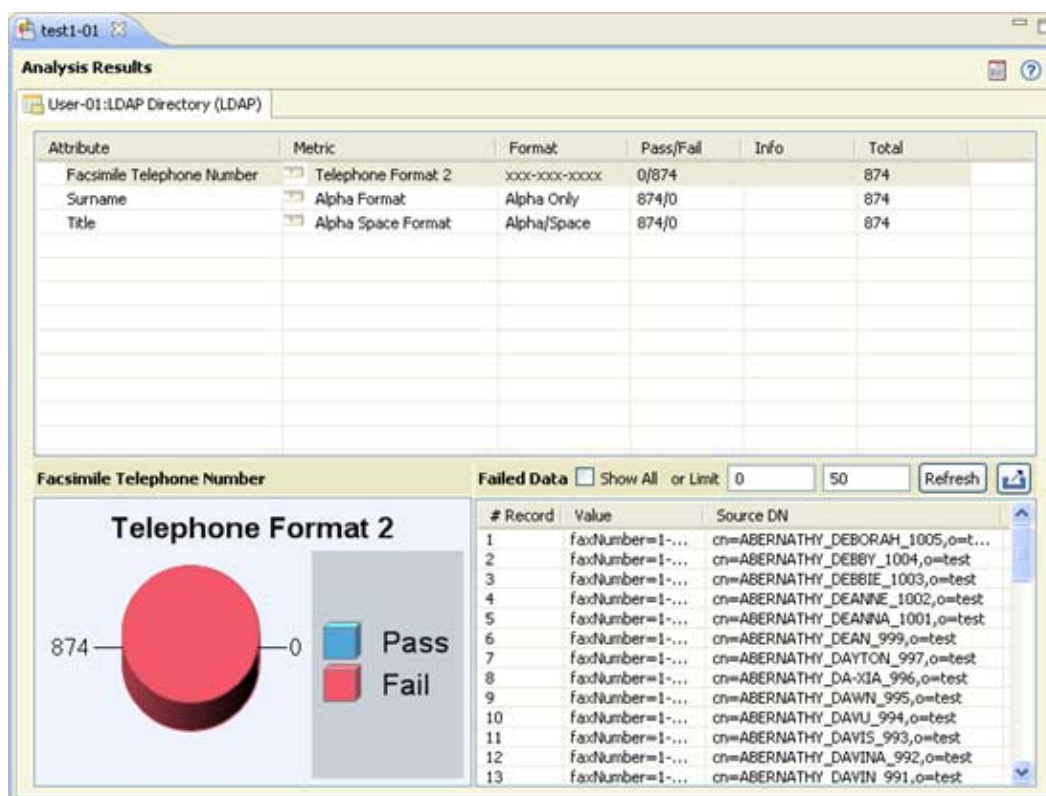 test1-01
Analysis Results
User-01:LDAP Directory (LDAP)
Attribute Metric Format Pass/Fail Info Total
Facsimile Telephone Number Telephone Format 2 xxx-xxx-xxxx 0/874 874
Surname Alpha Format Alpha Only 874/0 874
Title Alpha Space Format Alpha/Space 874/0 874
Facsimile Telephone Number
Failed Data Show All or Limit 0 50 Refresh
Telephone Format 2
874 0
Pass
Fail
# Record Value Source DN
1 faxNumber=1-... cn=ABERNATHY_DEBORAH_1005,o=t...
2 faxNumber=1-... cn=ABERNATHY_DEBBY_1004,o=test
3 faxNumber=1-... cn=ABERNATHY_DEBBIE_1003,o=test
4 faxNumber=1-... cn=ABERNATHY_DEANNE_1002,o=test
5 faxNumber=1-... cn=ABERNATHY_DEANNA_1001,o=test
6 faxNumber=1-... cn=ABERNATHY_DEAN_999,o=test
7 faxNumber=1-... cn=ABERNATHY_DAYTON_997,o=test
8 faxNumber=1-... cn=ABERNATHY_DA-XIA_996,o=test
9 faxNumber=1-... cn=ABERNATHY_DAWN_995,o=test
10 faxNumber=1-... cn=ABERNATHY_DAVU_994,o=test
11 faxNumber=1-... cn=ABERNATHY_DAVIS_993,o=test
12 faxNumber=1-... cn=ABERNATHY_DAVINA_992,o=test
13 faxNumber=1-... cn=ABERNATHY_DAVIN_991,o=test